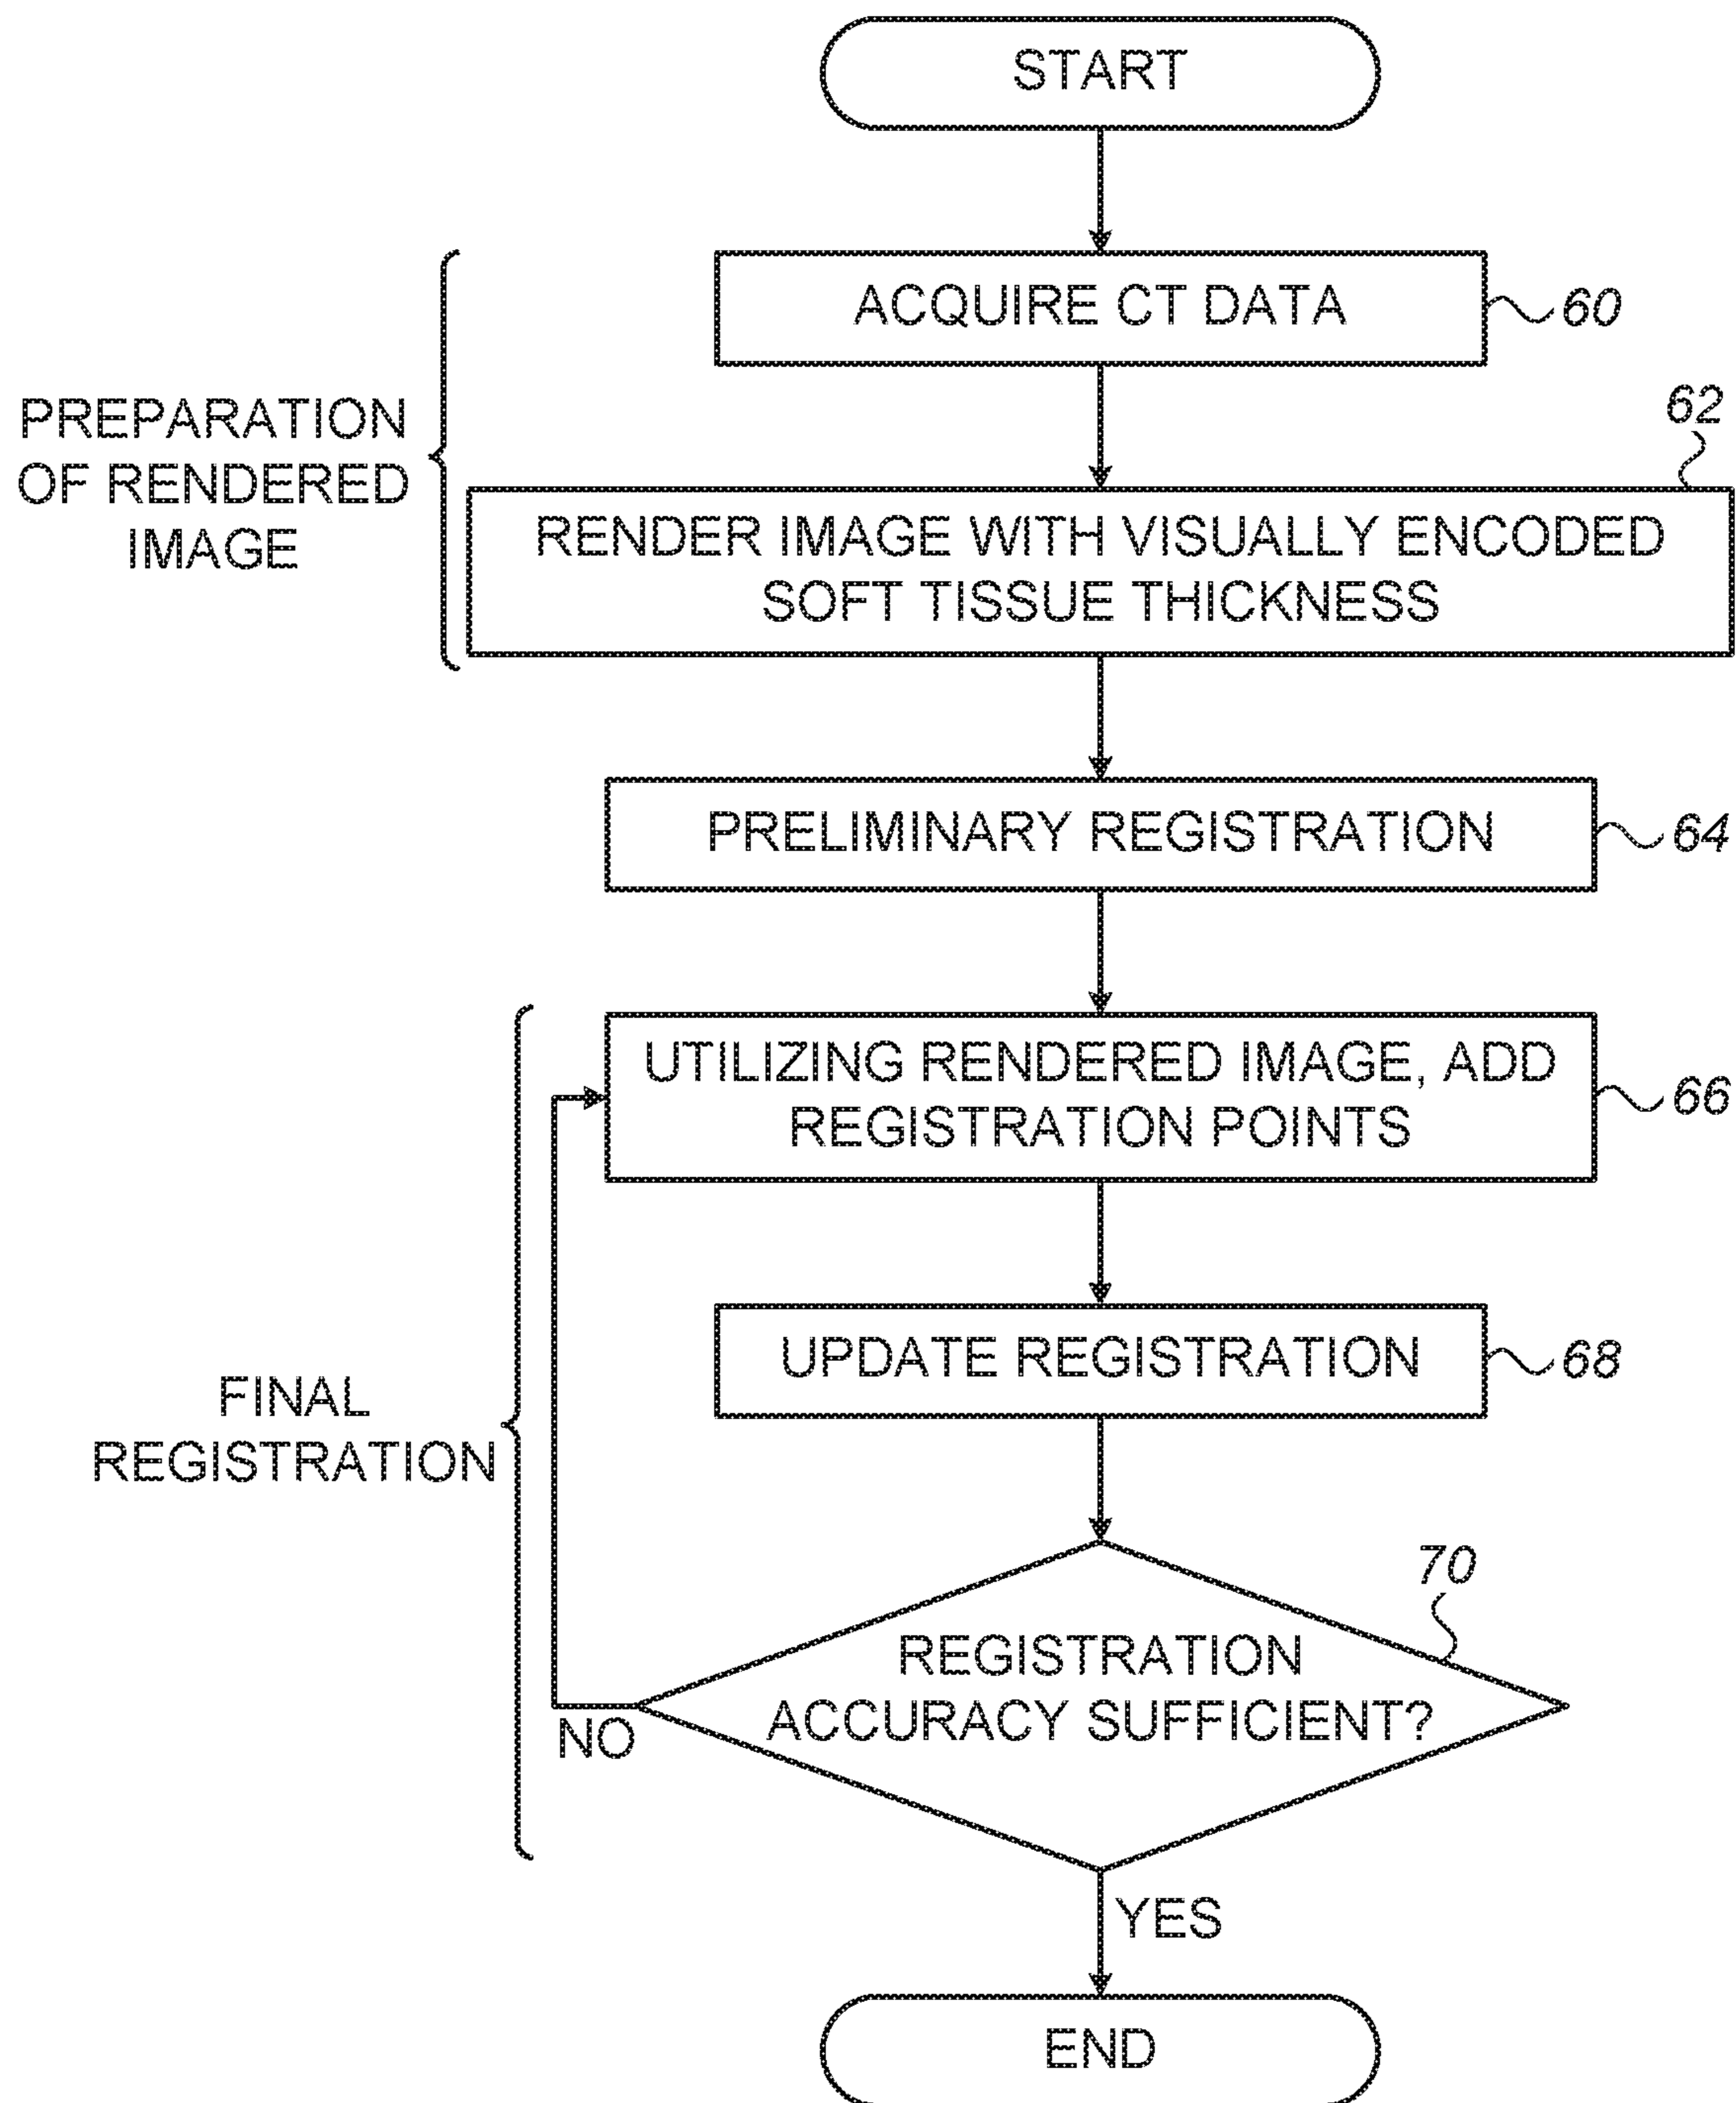 START
ACQUIRE CT DATA
60
PREPARATION
OF RENDERED
IMAGE
62
RENDER IMAGE WITH VISUALLY ENCODED
SOFT TISSUE THICKNESS
PRELIMINARY REGISTRATION
64
UTILIZING RENDERED IMAGE, ADD
REGISTRATION POINTS
66
UPDATE REGISTRATION
68
FINAL
REGISTRATION
70
REGISTRATION
ACCURACY SUFFICIENT?
NO
YES
END